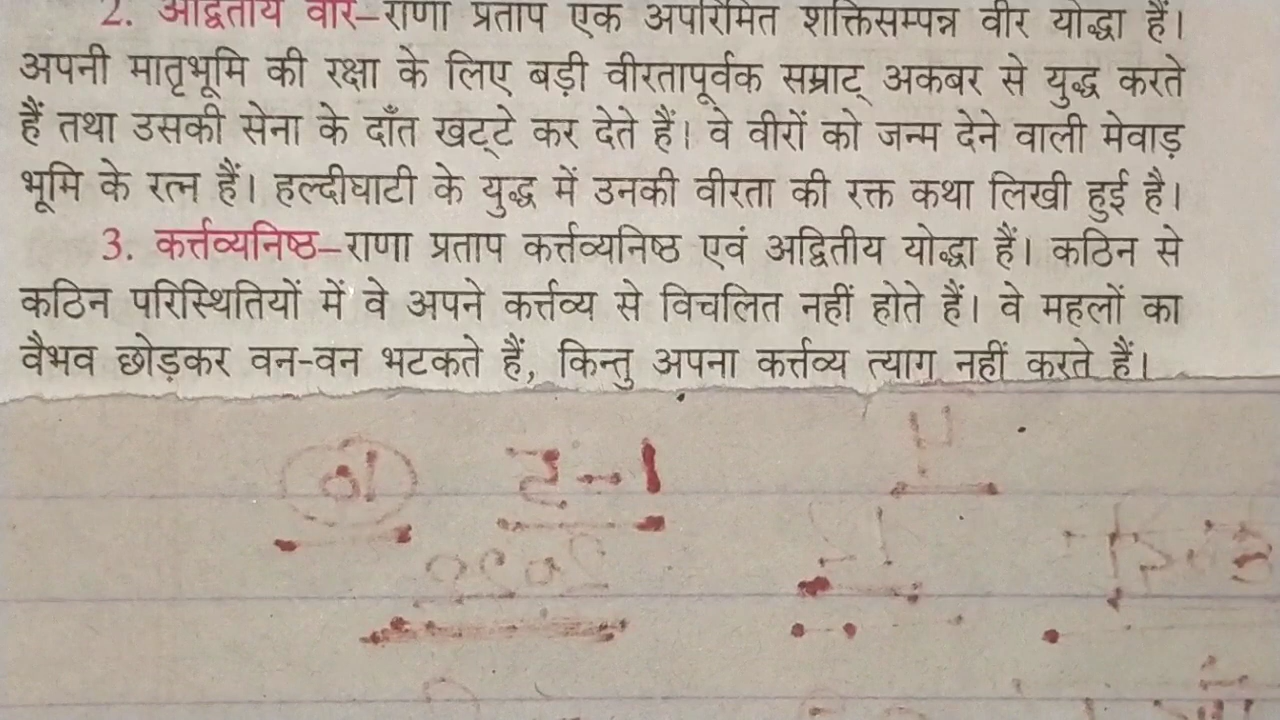 2. अद्वितीय वीर–राणा प्रताप एक अपरिमित शक्तिसम्पन्न वीर योद्धा हैं।
अपनी मातृभूमि की रक्षा के लिए बड़ी वीरतापूर्वक सम्राट् अकबर से युद्ध करते
हैं तथा उसकी सेना के दाँत खट्टे कर देते हैं। वे वीरों को जन्म देने वाली मेवाड़
भूमि के रत्न हैं। हल्दीघाटी के युद्ध में उनकी वीरता की रक्त कथा लिखी हुई है।
3. कर्त्तव्यनिष्ठ–राणा प्रताप कर्त्तव्यनिष्ठ एवं अद्वितीय योद्धा हैं। कठिन से
कठिन परिस्थितियों में वे अपने कर्त्तव्य से विचलित नहीं होते हैं। वे महलों का
वैभव छोड़कर वन-वन भटकते हैं, किन्तु अपना कर्त्तव्य त्याग नहीं करते हैं।